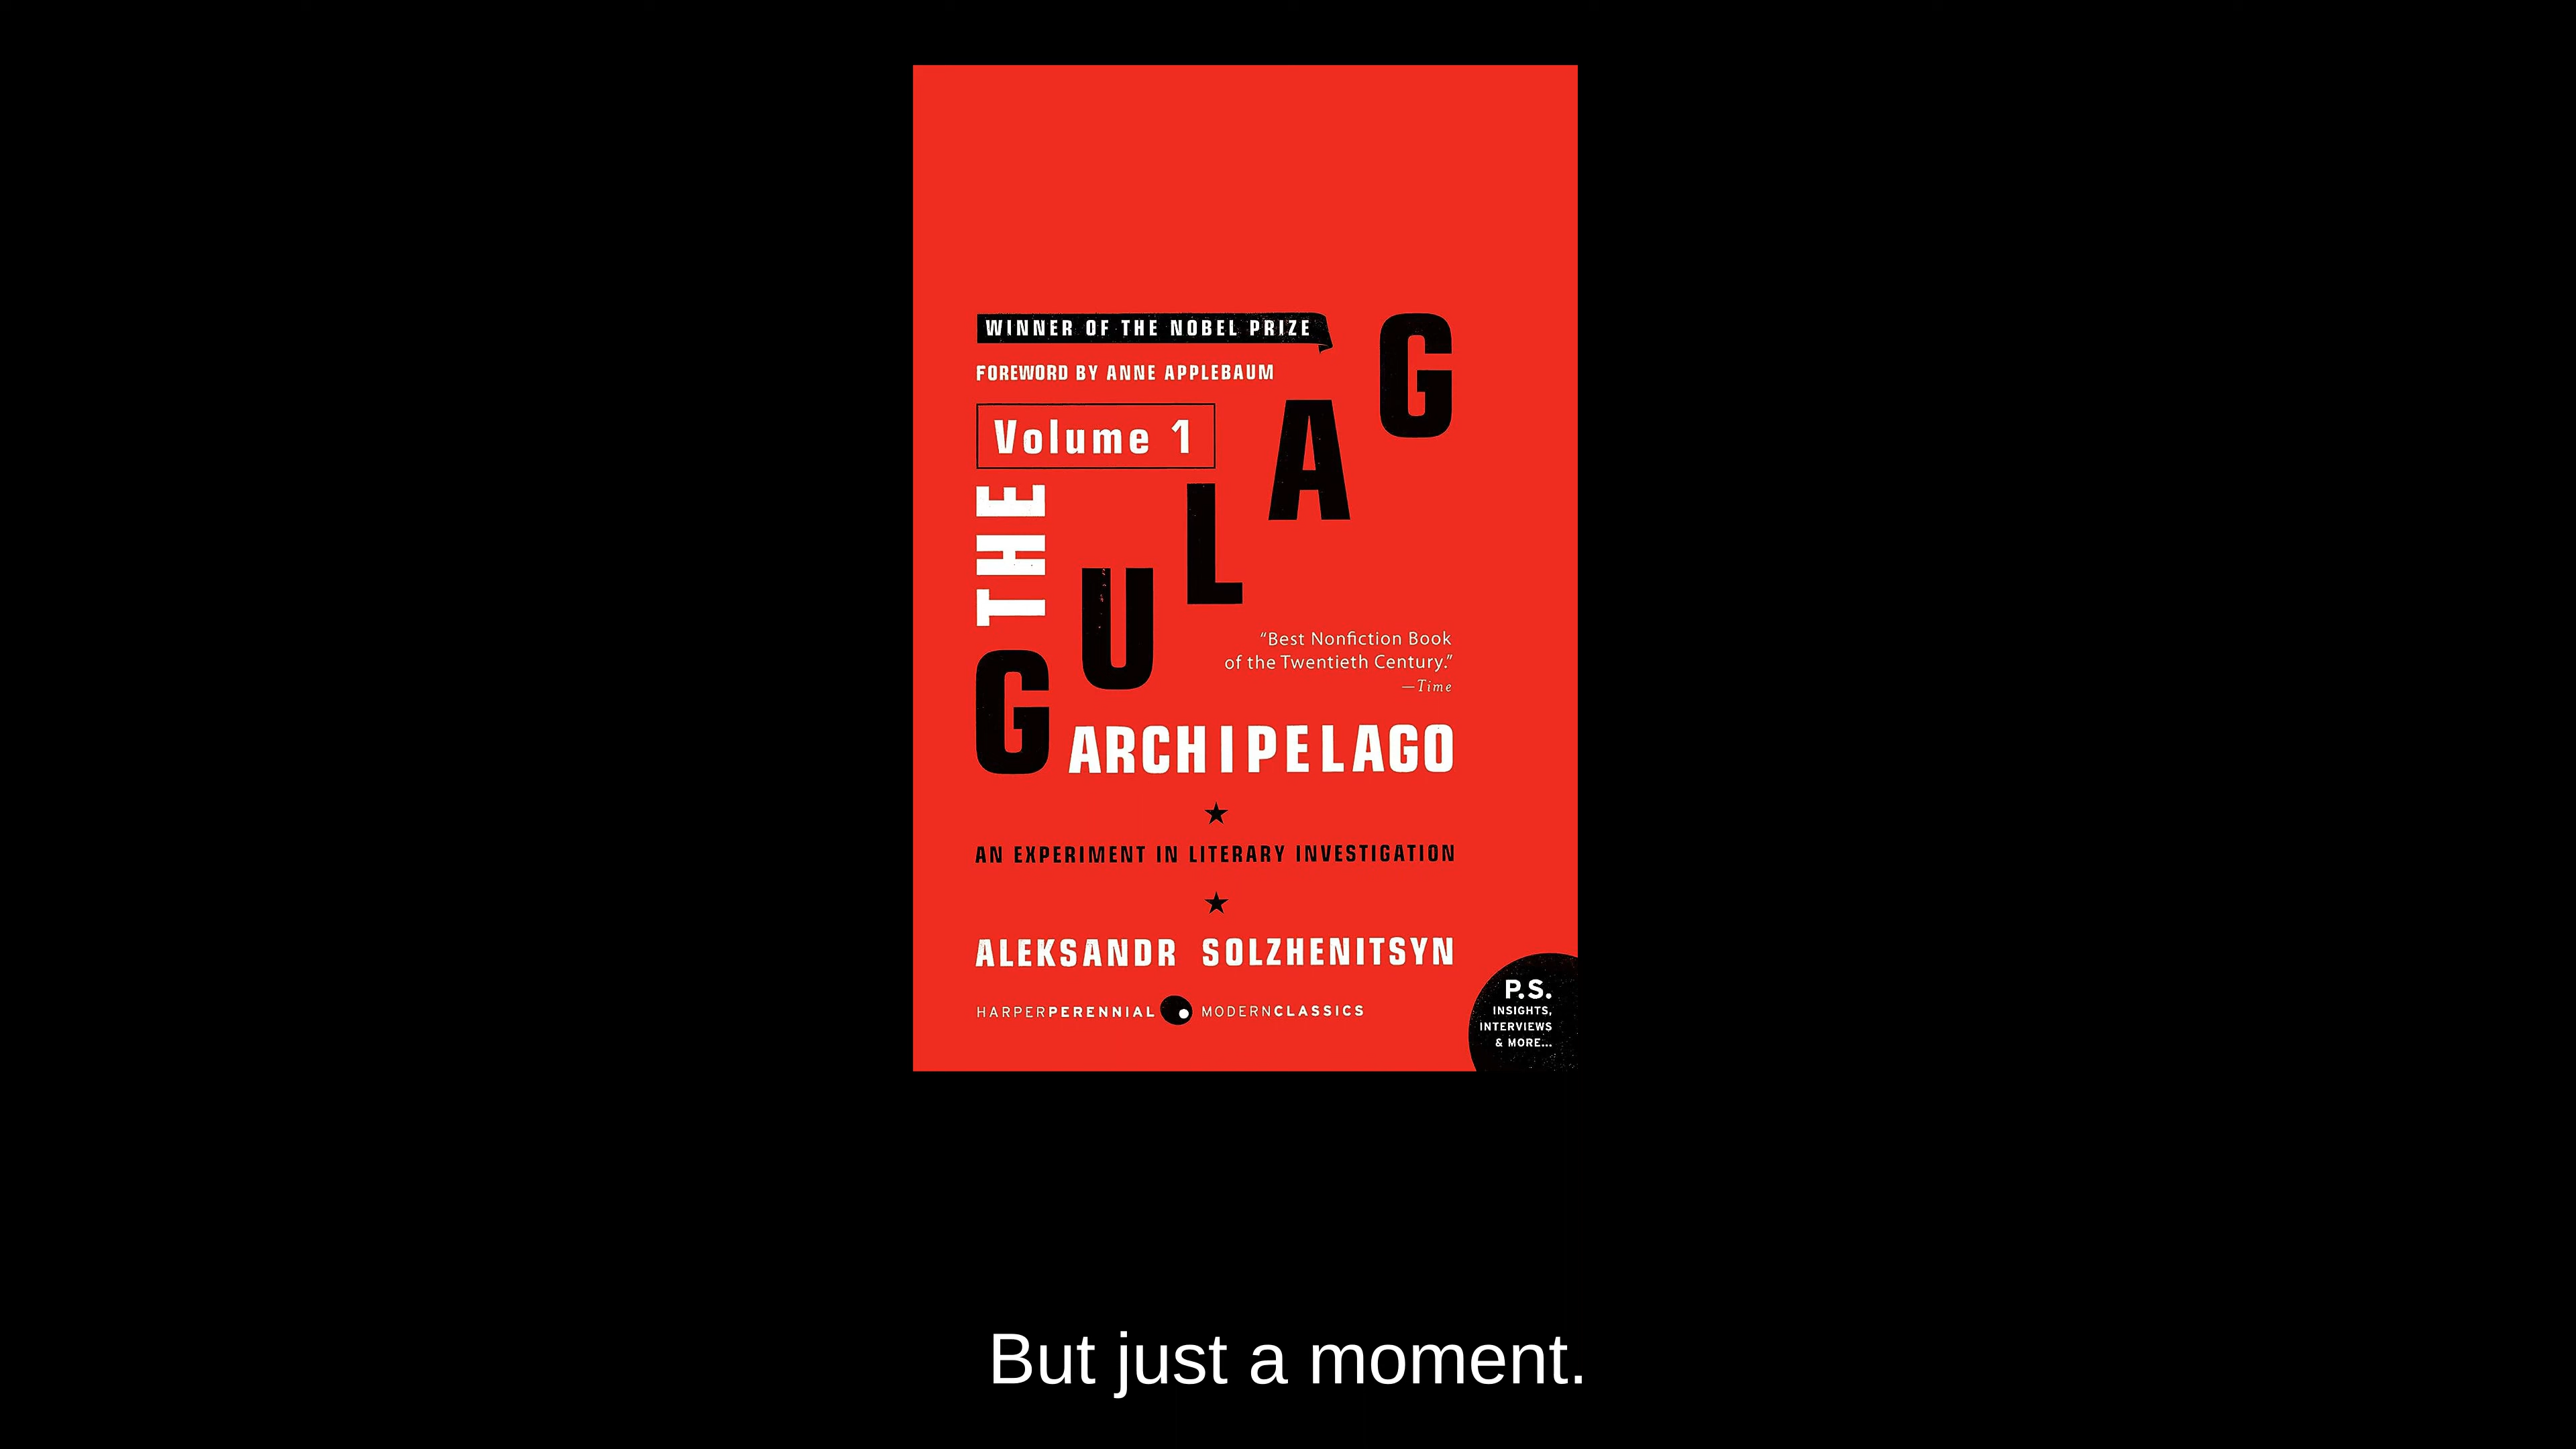 WINNER OF THE NOBEL PRIZE
FOREWORD BY ANNE APPLEBAUM
Volume 1
THE
GULAG
ARCHIPELAGO
"Best Nonfiction Book
of the Twentieth Century."
—Time
AN EXPERIMENT IN LITERARY INVESTIGATION
ALEKSANDR SOLZHENITSYN
HARPERPERENNIAL MODERNCLASSICS
P.S.
INSIGHTS,
INTERVIEWS
& MORE...
But just a moment.